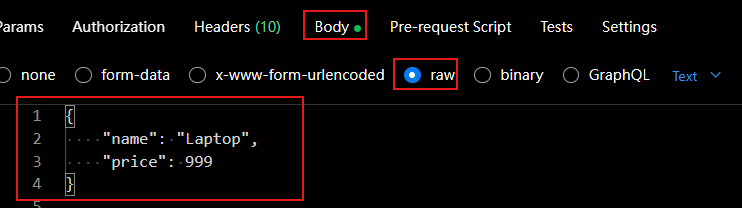 Params Authorization Headers (10) Body Pre-request Script Tests Settings
none form-data x-www-form-urlencoded raw binary GraphQL Text
1 {
2 "name": "Laptop",
3 "price": 999
4 }
5